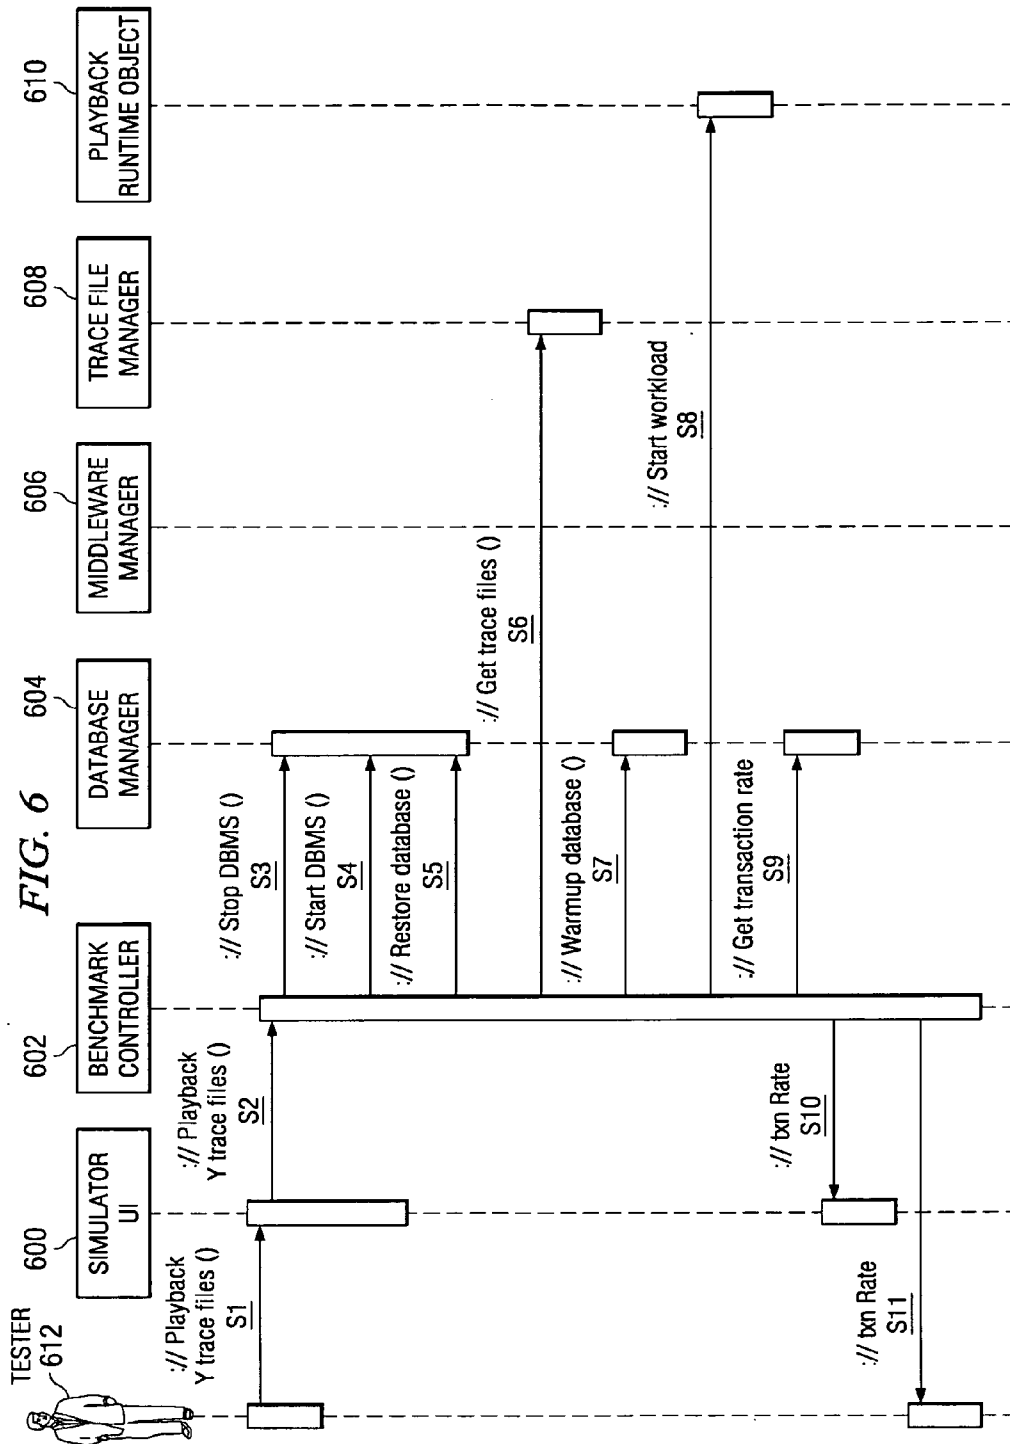 FIG. 6
TESTER
612
600
SIMULATOR
UI
602
BENCHMARK
CONTROLLER
604
DATABASE
MANAGER
606
MIDDLEWARE
MANAGER
608
TRACE FILE
MANAGER
610
PLAYBACK
RUNTIME OBJECT
:// Playback
Y trace files ()
S1
:// Playback
Y trace files ()
S2
:// Stop DBMS ()
S3
:// Start DBMS ()
S4
:// Restore database ()
S5
:// Get trace files ()
S6
:// Warmup database ()
S7
:// Start workload
S8
:// Get transaction rate
S9
:// txn Rate
S10
:// txn Rate
S11